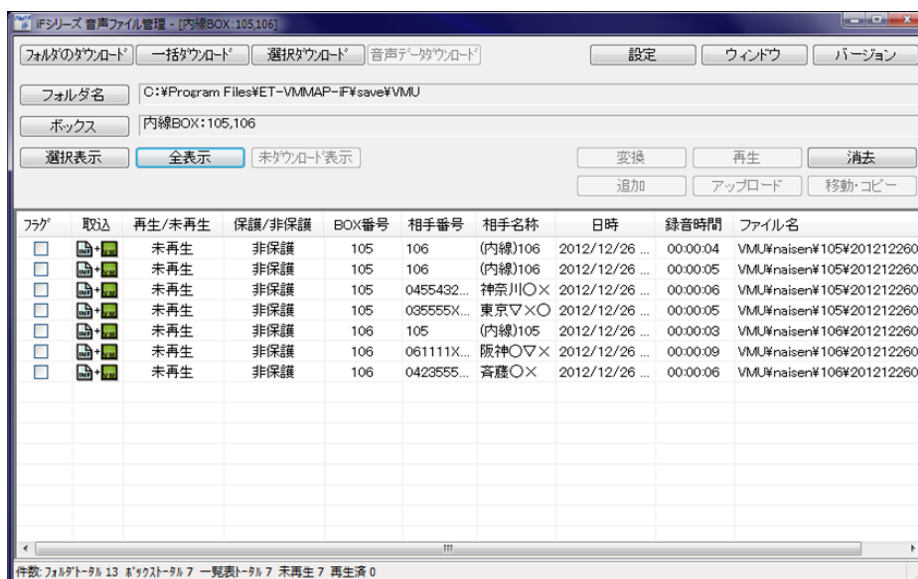 iFシリーズ 音声ファイル管理 - [内線BOX:105,106]
フォルダのダウンロード 一括ダウンロード 選択ダウンロード 音声データダウンロード 設定 ウィンドウ バージョン
フォルダ名 C:¥Program Files¥ET-VMMAP-iF¥save¥VMU
ボックス 内線BOX:105,106
選択表示 全表示 未ダウンロード表示 変換 再生 消去
追加 アップロード 移動・コピー
フラグ 取込 再生/未再生 保護/非保護 BOX番号 相手番号 相手名称 日時 録音時間 ファイル名
未再生 非保護 105 106 (内線)106 2012/12/26 ... 00:00:04 VMU¥naisen¥105¥201212260
未再生 非保護 105 106 (内線)106 2012/12/26 ... 00:00:05 VMU¥naisen¥105¥201212260
未再生 非保護 105 0455432... 神奈川〇× 2012/12/26 ... 00:00:06 VMU¥naisen¥105¥201212260
未再生 非保護 105 035555X... 東京▽×〇 2012/12/26 ... 00:00:05 VMU¥naisen¥105¥201212260
未再生 非保護 106 105 (内線)105 2012/12/26 ... 00:00:03 VMU¥naisen¥106¥201212260
未再生 非保護 106 061111X... 阪神〇▽× 2012/12/26 ... 00:00:09 VMU¥naisen¥106¥201212260
未再生 非保護 106 0423555... 斉藤〇× 2012/12/26 ... 00:00:06 VMU¥naisen¥106¥201212260
件数: フォルダトータル 13 ボックストータル 7 一覧表トータル 7 未再生 7 再生済 0